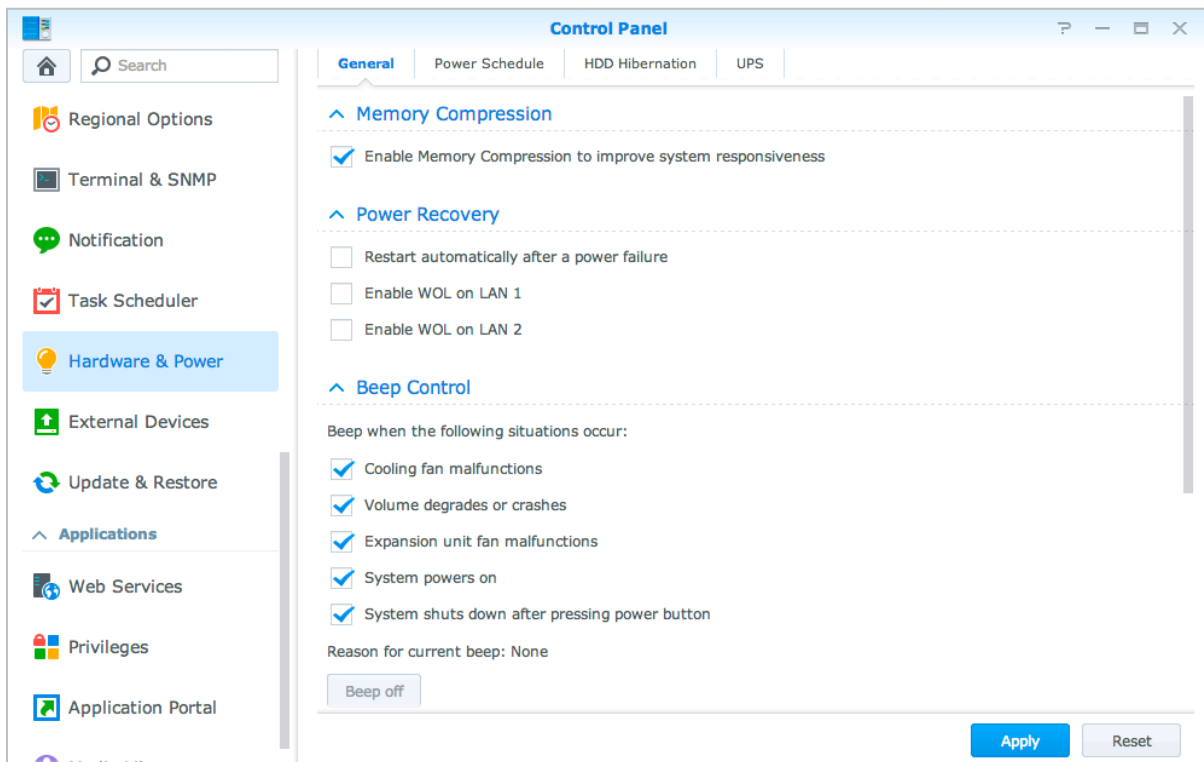 Control Panel
Search
General Power Schedule HDD Hibernation UPS
Regional Options
Terminal & SNMP
Notification
Task Scheduler
Hardware & Power
External Devices
Update & Restore
Applications
Web Services
Privileges
Application Portal
Memory Compression
Enable Memory Compression to improve system responsiveness
Power Recovery
Restart automatically after a power failure
Enable WOL on LAN 1
Enable WOL on LAN 2
Beep Control
Beep when the following situations occur:
Cooling fan malfunctions
Volume degrades or crashes
Expansion unit fan malfunctions
System powers on
System shuts down after pressing power button
Reason for current beep: None
Beep off
Apply Reset